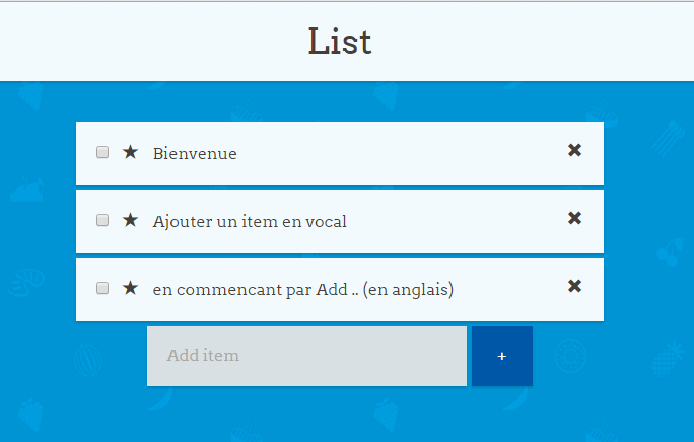 List
Bienvenue
Ajouter un item en vocal
en commencant par Add .. (en anglais)
Add item
+